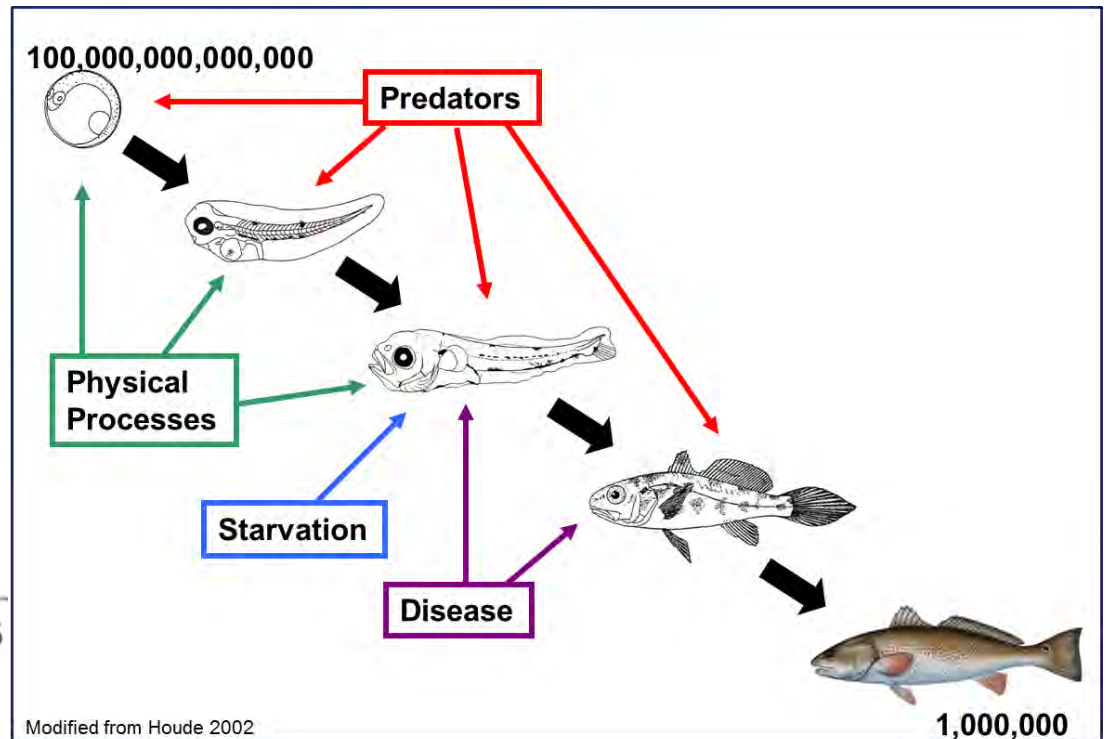 100,000,000,000,000
Predators
Physical
Processes
Starvation
Disease
Modified from Houde 2002
1,000,000